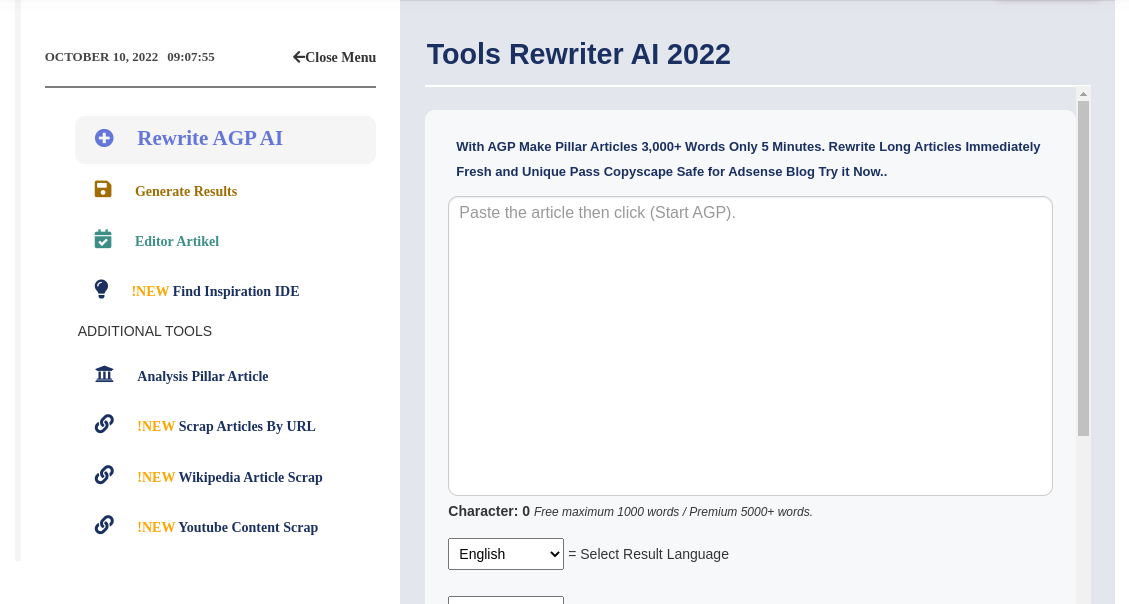 OCTOBER 10, 2022 09:07:55
Close Menu
Rewrite AGP AI
Generate Results
Editor Artikel
!NEW Find Inspiration IDE
ADDITIONAL TOOLS
Analysis Pillar Article
!NEW Scrap Articles By URL
!NEW Wikipedia Article Scrap
!NEW Youtube Content Scrap
Tools Rewriter AI 2022
With AGP Make Pillar Articles 3,000+ Words Only 5 Minutes. Rewrite Long Articles Immediately
Fresh and Unique Pass Copyscape Safe for Adsense Blog Try it Now..
Paste the article then click (Start AGP).
Character: 0 Free maximum 1000 words / Premium 5000+ words.
English = Select Result Language